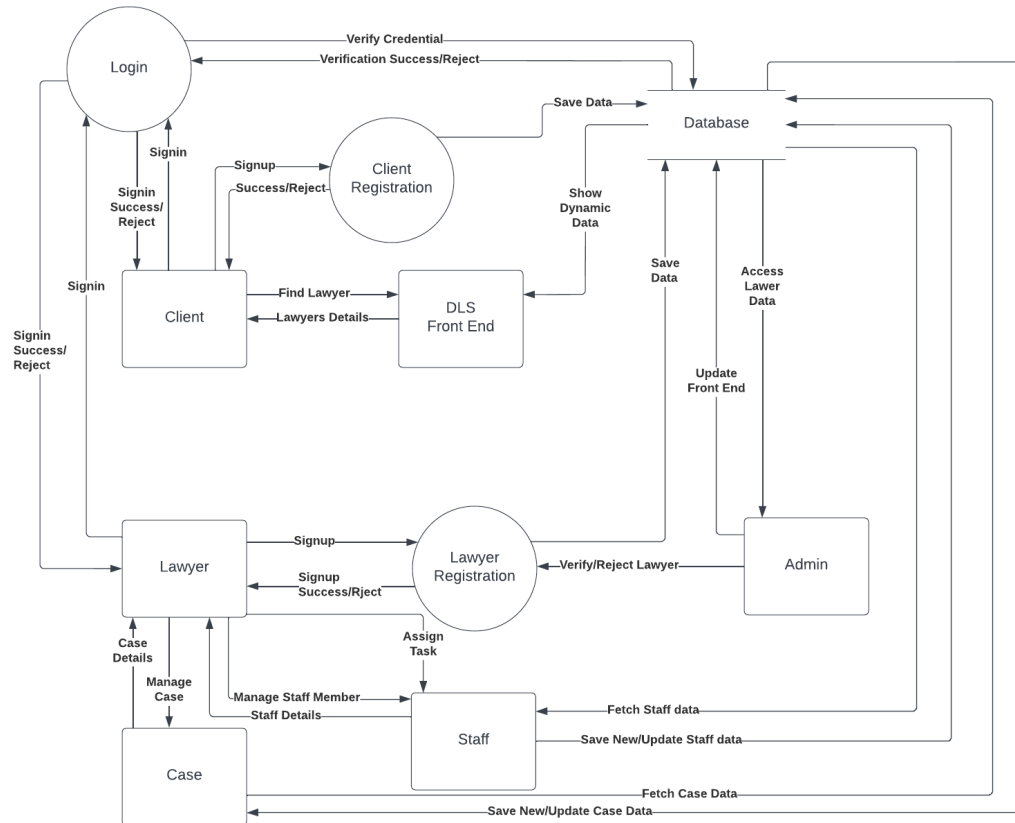 Verify Credential
Verification Success/Reject
Login
Save Data
Database
Signin
Client
Registration
Signup
Success/Reject
Signin
Success/
Reject
Show
Dynamic
Data
Save
Data
Access
Lawer
Data
Signin
Find Lawyer
Lawyers Details
Client
DLS
Front End
Signin
Success/
Reject
Update
Front End
Signup
Lawyer
Lawyer
Registration
Verify/Reject Lawyer
Admin
Signup
Success/Rject
Case
Details
Assign
Task
Manage
Case
Manage Staff Member
Staff Details
Fetch Staff data
Staff
Save New/Update Staff data
Case
Fetch Case Data
Save New/Update Case Data